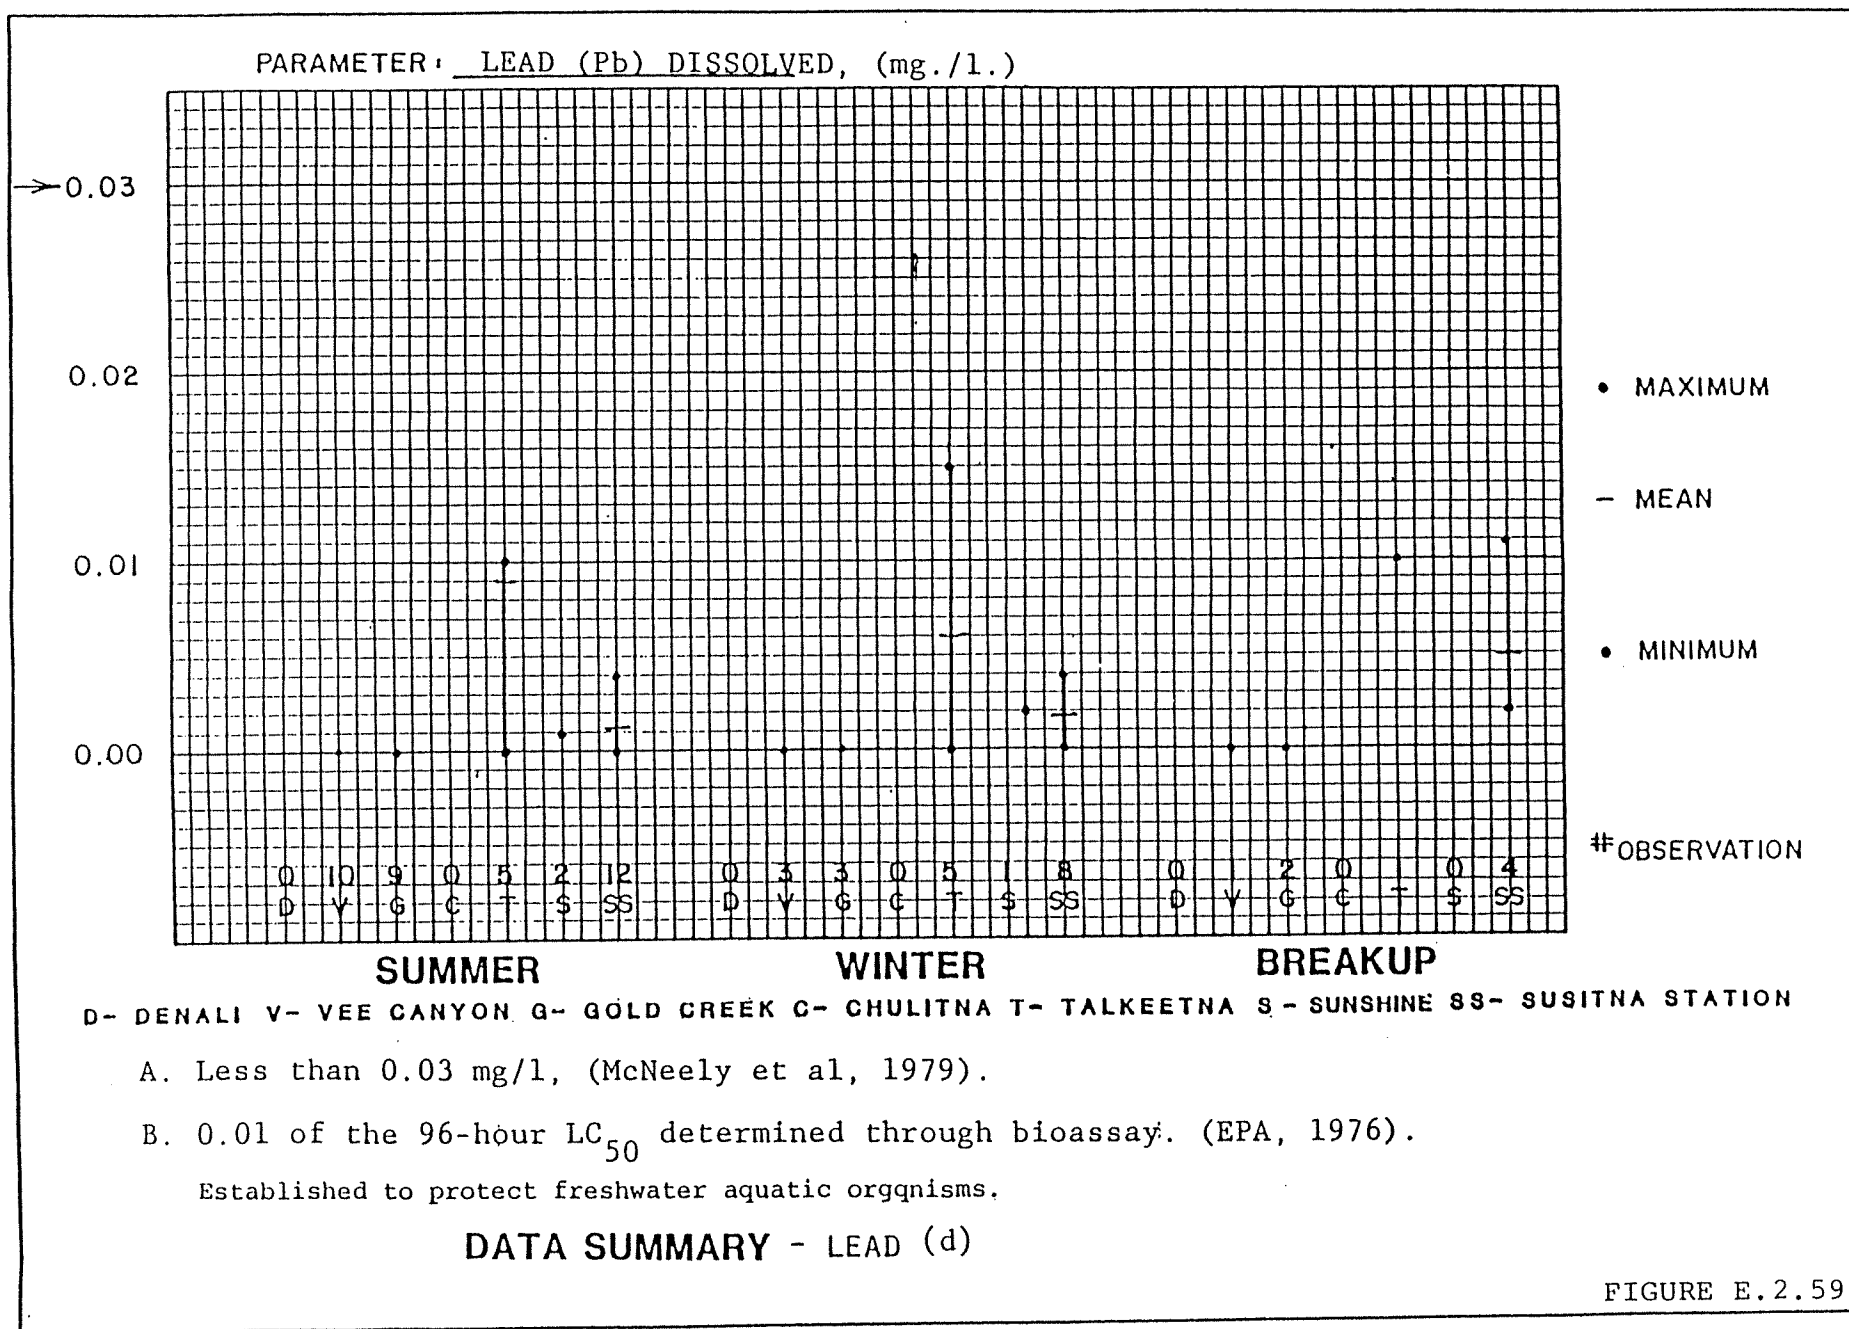 PARAMETER: LEAD (Pb) DISSOLVED, (mg./l.)
0.03
0.02
0.01
0.00
• MAXIMUM
– MEAN
• MINIMUM
#OBSERVATION
0 10 9 0 5 2 12 0 3 3 0 5 1 8 0 2 0 1 0 4
D V G C T S SS D V G C T S SS D V G C T S SS
SUMMER WINTER BREAKUP
D- DENALI V- VEE CANYON G- GOLD CREEK C- CHULITNA T- TALKEETNA S - SUNSHINE SS- SUSITNA STATION
A. Less than 0.03 mg/l, (McNeely et al, 1979).
B. 0.01 of the 96-hour LC50 determined through bioassay. (EPA, 1976).
Established to protect freshwater aquatic orgqnisms.
DATA SUMMARY - LEAD (d)
FIGURE E.2.59